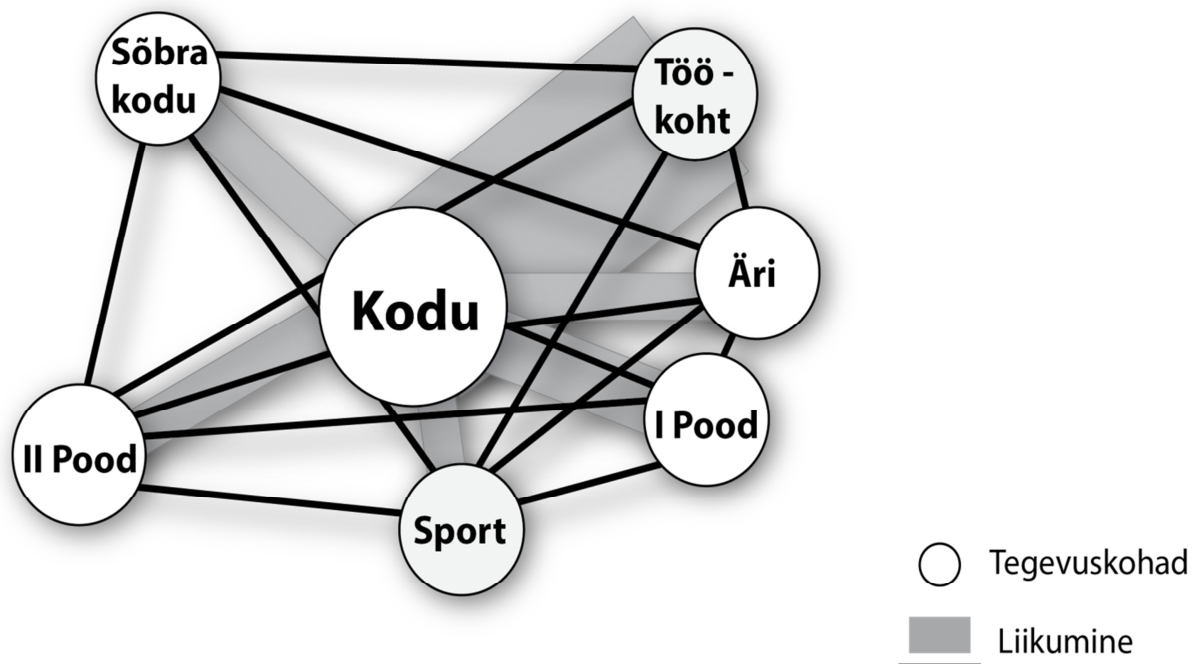 Sõbra
kodu
Töö -
koht
Äri
Kodu
I Pood
II Pood
Sport
Tegevuskohad
Liikumine